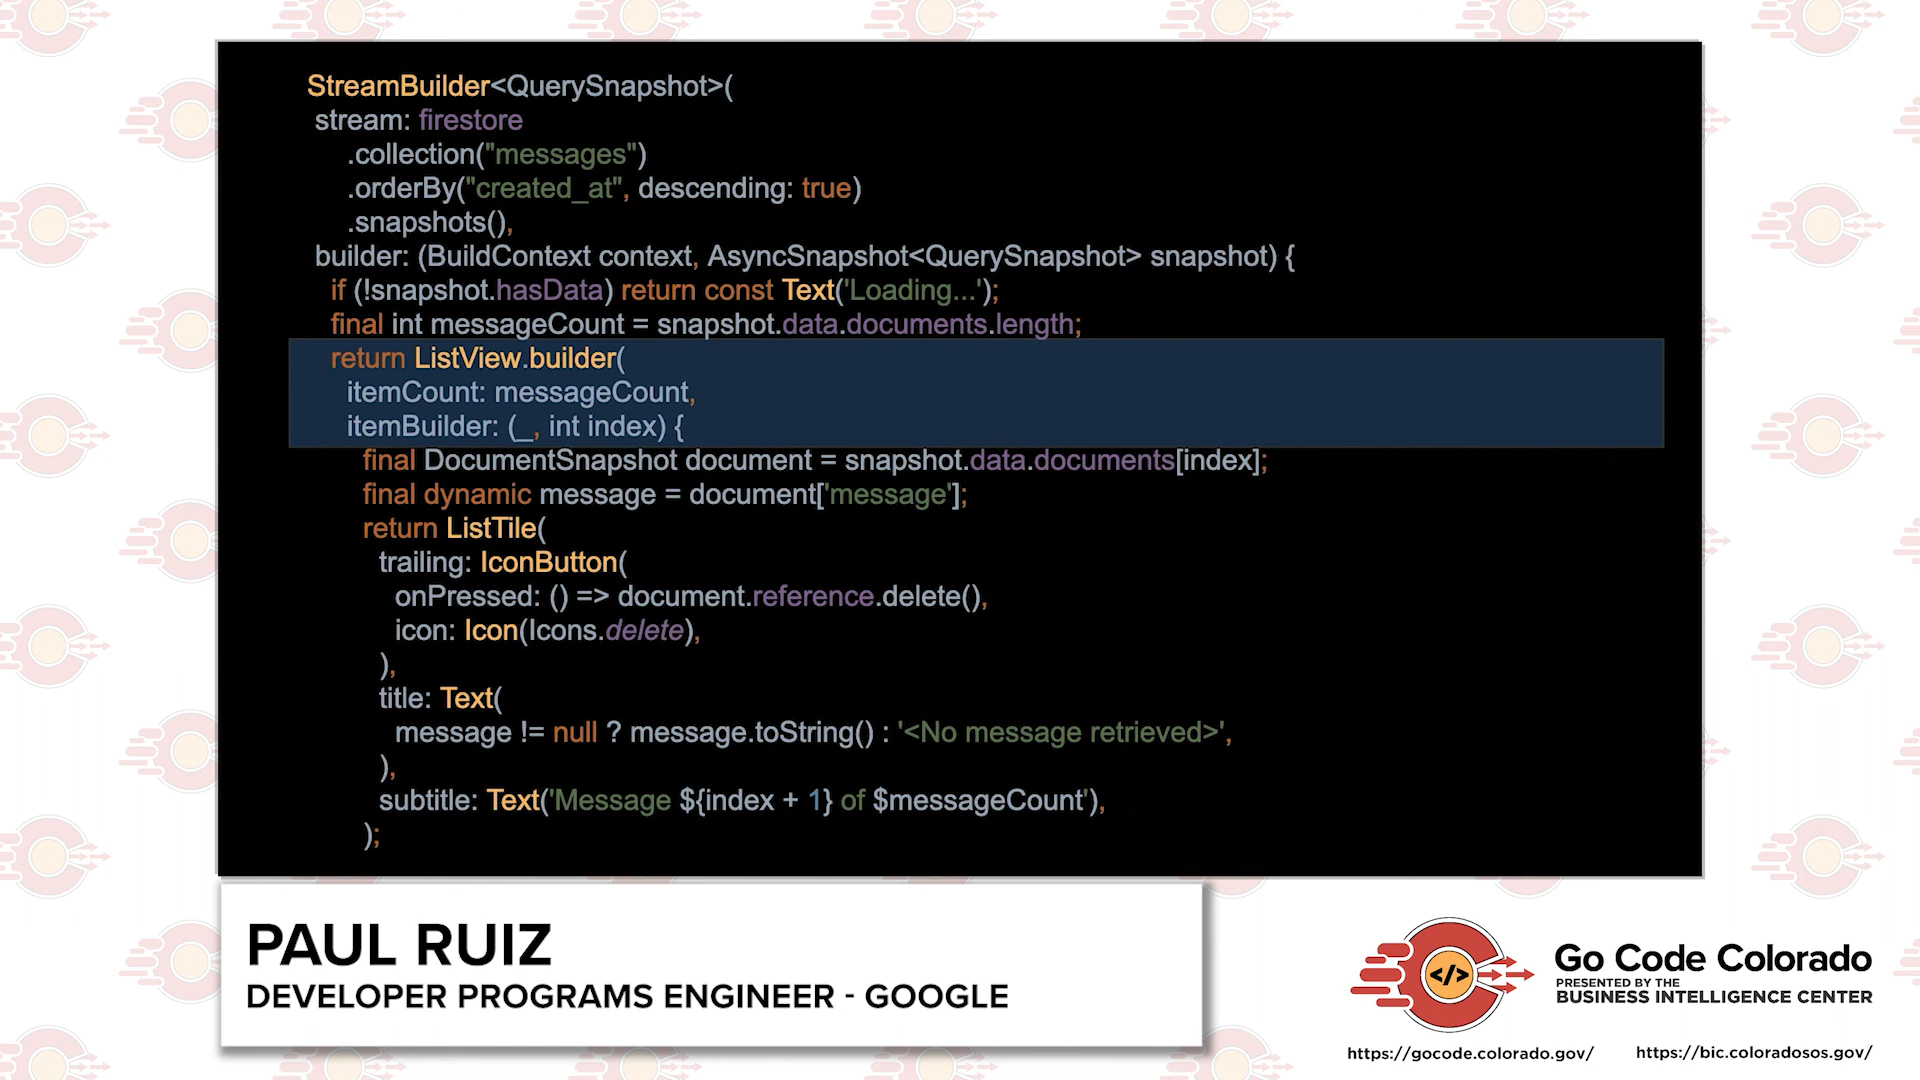 StreamBuilder<QuerySnapshot>(
stream: firestore
.collection("messages")
.orderBy("created_at", descending: true)
.snapshots(),
builder: (BuildContext context, AsyncSnapshot<QuerySnapshot> snapshot) {
if (!snapshot.hasData) return const Text('Loading...');
final int messageCount = snapshot.data.documents.length;
return ListView.builder(
itemCount: messageCount,
itemBuilder: (_, int index) {
final DocumentSnapshot document = snapshot.data.documents[index];
final dynamic message = document['message'];
return ListTile(
trailing: IconButton(
onPressed: () => document.reference.delete(),
icon: Icon(Icons.delete),
),
title: Text(
message != null ? message.toString() : '<No message retrieved>',
),
subtitle: Text('Message ${index + 1} of $messageCount'),
);
PAUL RUIZ
DEVELOPER PROGRAMS ENGINEER - GOOGLE
</>
Go Code Colorado
PRESENTED BY THE
BUSINESS INTELLIGENCE CENTER
https://gocode.colorado.gov/
https://bic.coloradosos.gov/